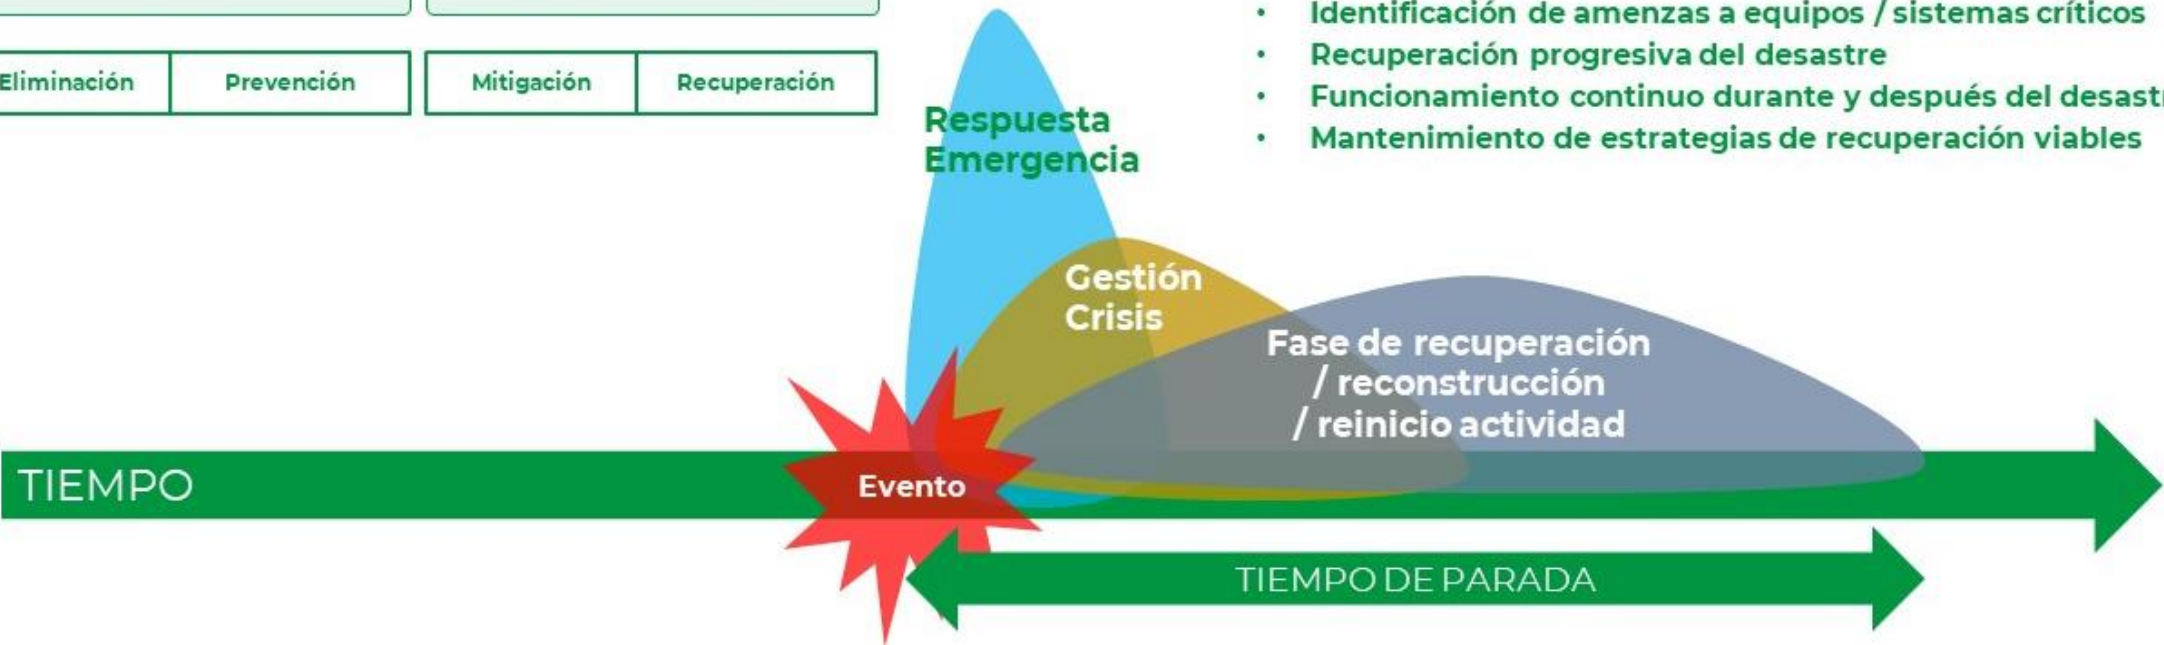 Identificación de amenzas a equipos / sistemas críticos
Recuperación progresiva del desastre
Funcionamiento continuo durante y después del desast
Mantenimiento de estrategias de recuperación viables
Eliminación
Prevención
Mitigación
Recuperación
Respuesta
Emergencia
Gestión
Crisis
Fase de recuperación
/ reconstrucción
/ reinicio actividad
TIEMPO
Evento
TIEMPO DE PARADA